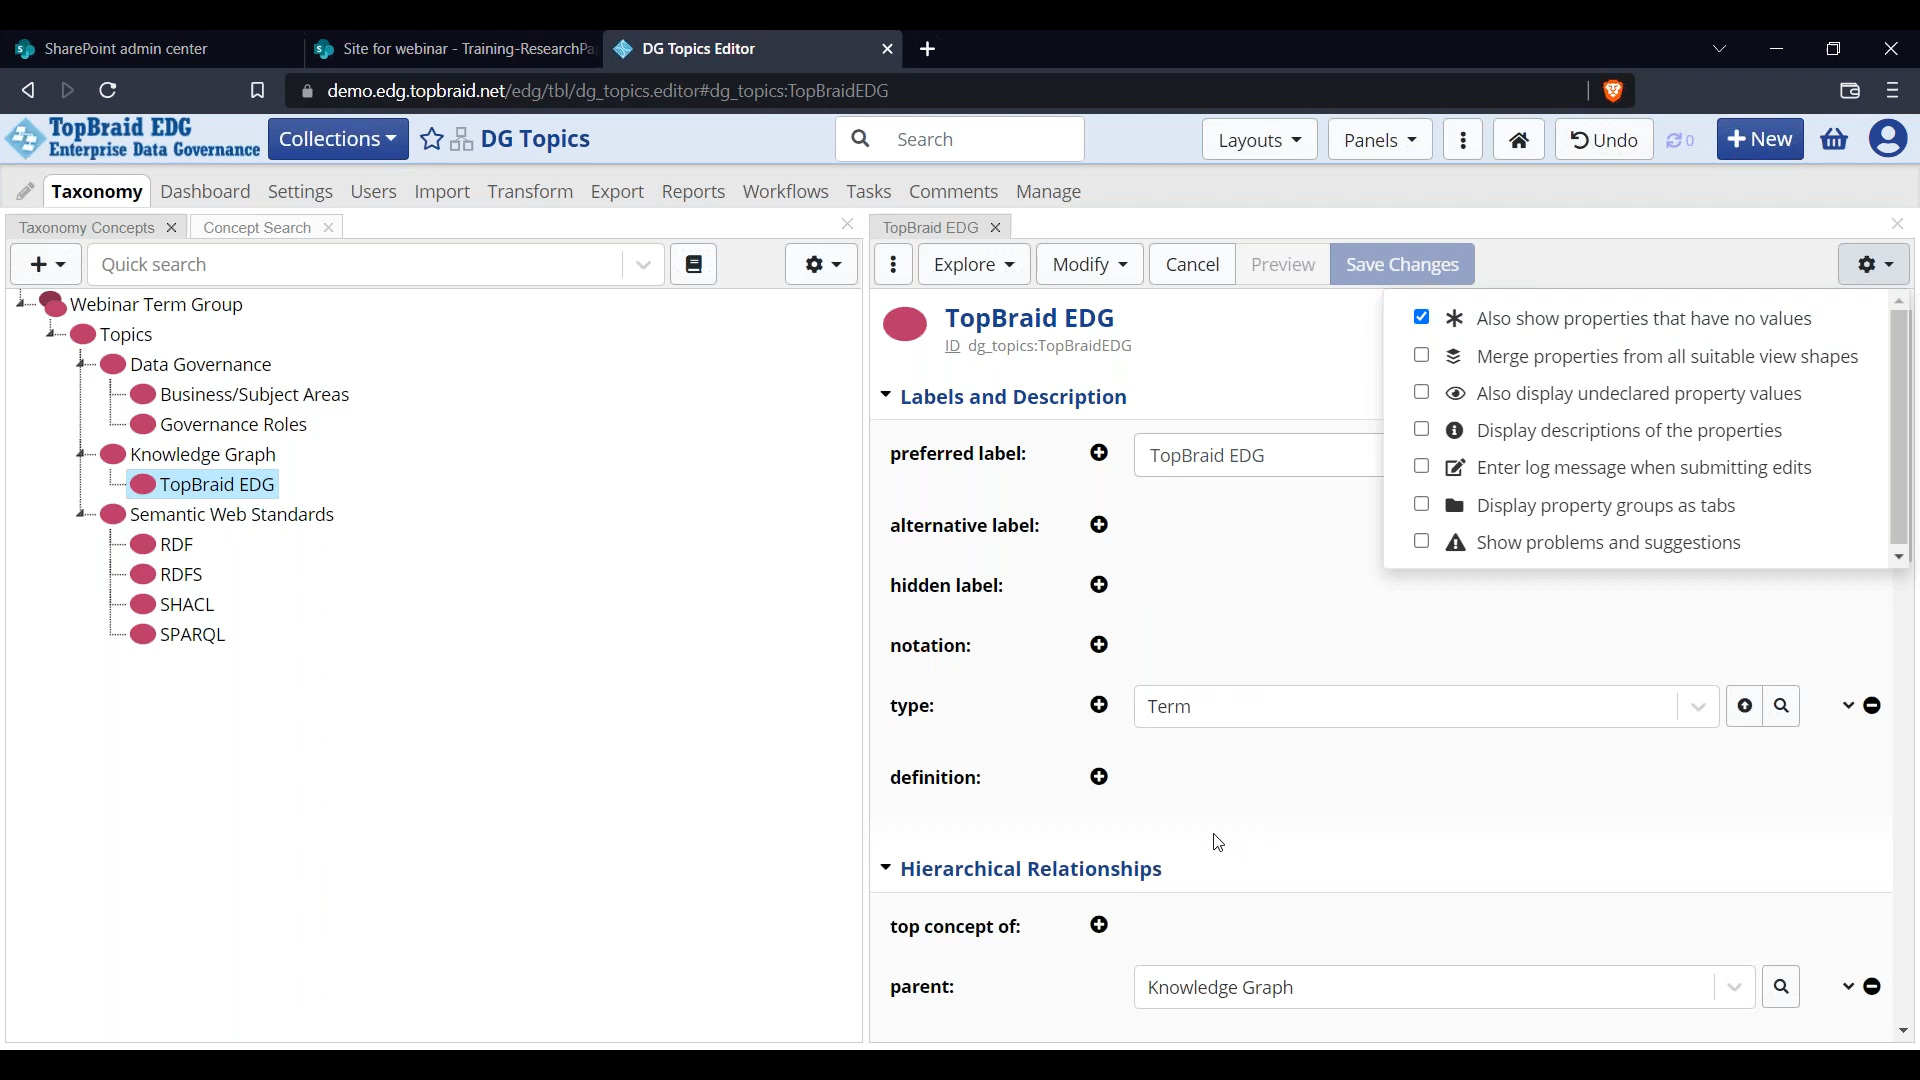 SharePoint admin center
Site for webinar - Training-ResearchPa
DG Topics Editor
demo.edg.topbraid.net/edg/tbl/dg_topics.editor#dg_topics:TopBraidEDG
TopBraid EDG
Enterprise Data Governance
Collections
DG Topics
Search
Layouts
Panels
Undo
0
+ New
Taxonomy
Dashboard
Settings
Users
Import
Transform
Export
Reports
Workflows
Tasks
Comments
Manage
Taxonomy Concepts
Concept Search
TopBraid EDG
Quick search
Explore
Modify
Cancel
Preview
Save Changes
Webinar Term Group
Topics
Data Governance
Business/Subject Areas
Governance Roles
Knowledge Graph
TopBraid EDG
Semantic Web Standards
RDF
RDFS
SHACL
SPARQL
TopBraid EDG
ID dg_topics:TopBraidEDG
Also show properties that have no values
Merge properties from all suitable view shapes
Also display undeclared property values
Display descriptions of the properties
Enter log message when submitting edits
Display property groups as tabs
Show problems and suggestions
Labels and Description
preferred label:
TopBraid EDG
alternative label:
hidden label:
notation:
type:
Term
definition:
Hierarchical Relationships
top concept of:
parent:
Knowledge Graph